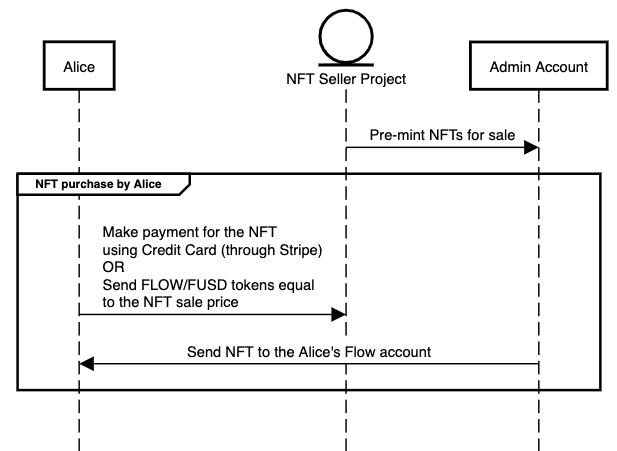 Alice
NFT Seller Project
Admin Account
Pre-mint NFTs for sale
NFT purchase by Alice
Make payment for the NFT
using Credit Card (through Stripe)
OR
Send FLOW/FUSD tokens equal
to the NFT sale price
Send NFT to the Alice's Flow account